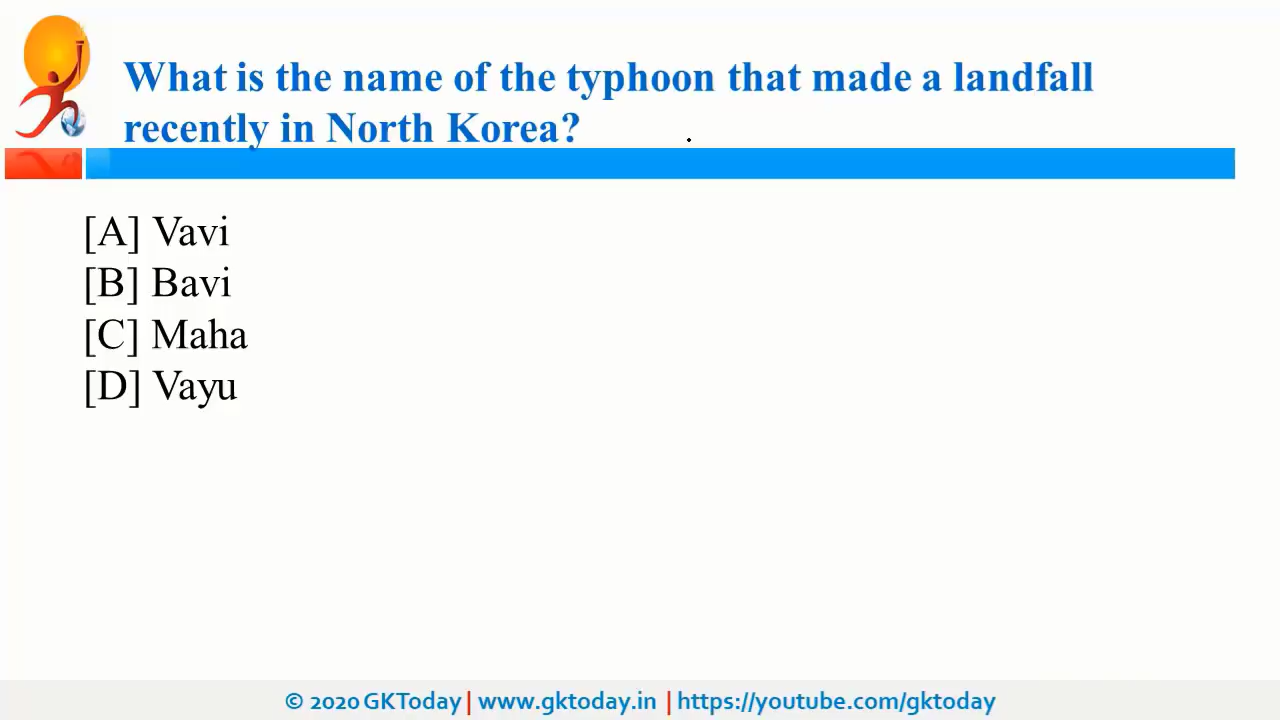 What is the name of the typhoon that made a landfall
recently in North Korea?
[A] Vavi
[B] Bavi
[C] Maha
[D] Vayu
© 2020 GKToday | www.gktoday.in | https://youtube.com/gktoday